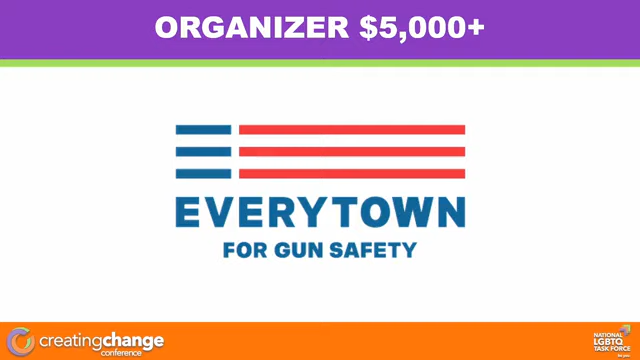 ORGANIZER $5,000+
EVERYTOWN
FOR GUN SAFETY
creatingchange
conference
NATIONAL
LGBTQ
TASK FORCE